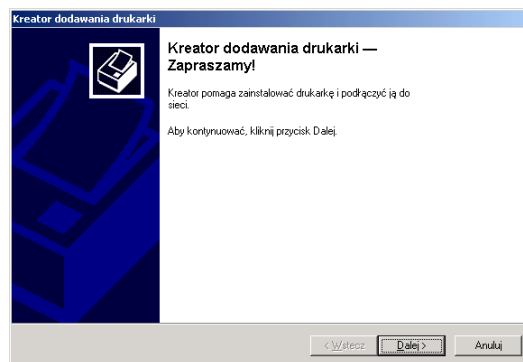 Kreator dodawania drukarki
Kreator dodawania drukarki —
Zapraszamy!
Kreator pomaga zainstalować drukarkę i podłączyć ją do
sieci.
Aby kontynuować, kliknij przycisk Dalej.
< Wstecz Dalej > Anuluj